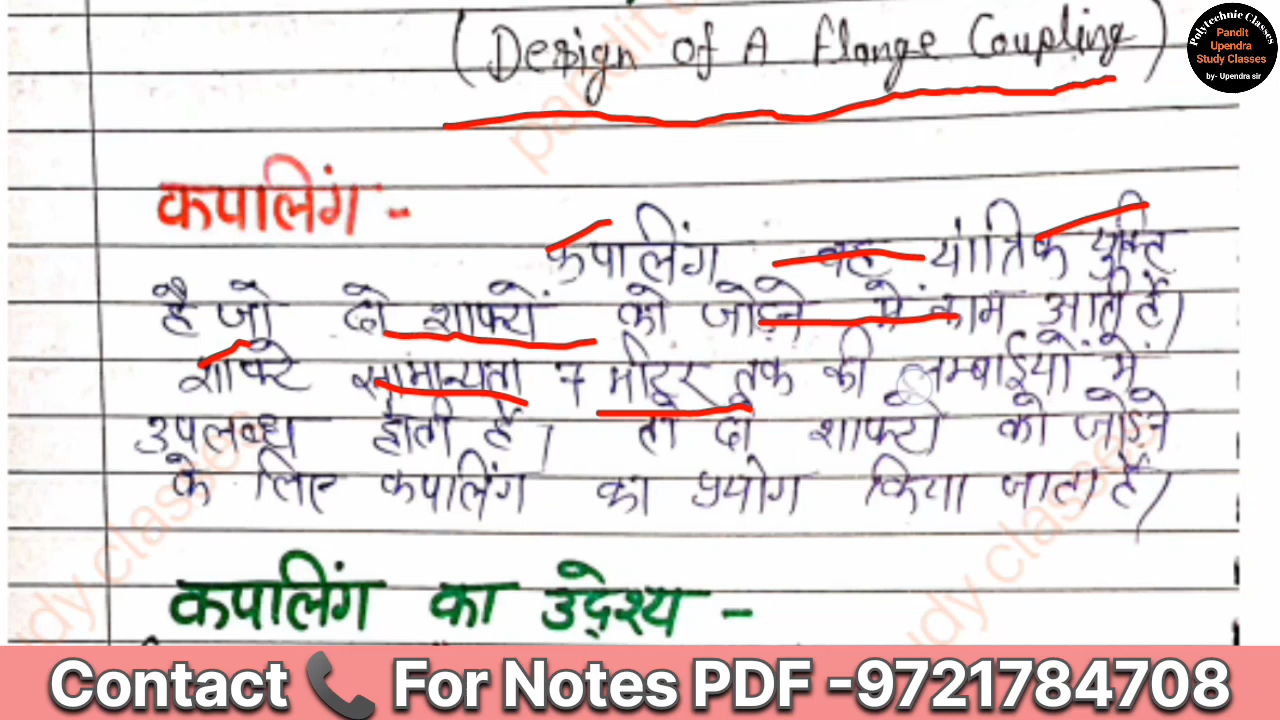 (Design of A Flange Coupling)
Polytechnic Classes
Pandit
Upendra
Study Classes
by- Upendra sir
कपालिंग -
कपालिंग वह यांत्रिक युक्ति
है जो दो शाफ्टों को जोड़ने में काम आती है।
शाफ्टे सामान्यता 7 मीटर तक की लम्बाईयों में
उपलब्ध होती है। तो दो शाफ्टो को जोड़ने
के लिए कपालिंग का प्रयोग किया जाता है।
कपालिंग का उद्देश्य -
Contact For Notes PDF -9721784708